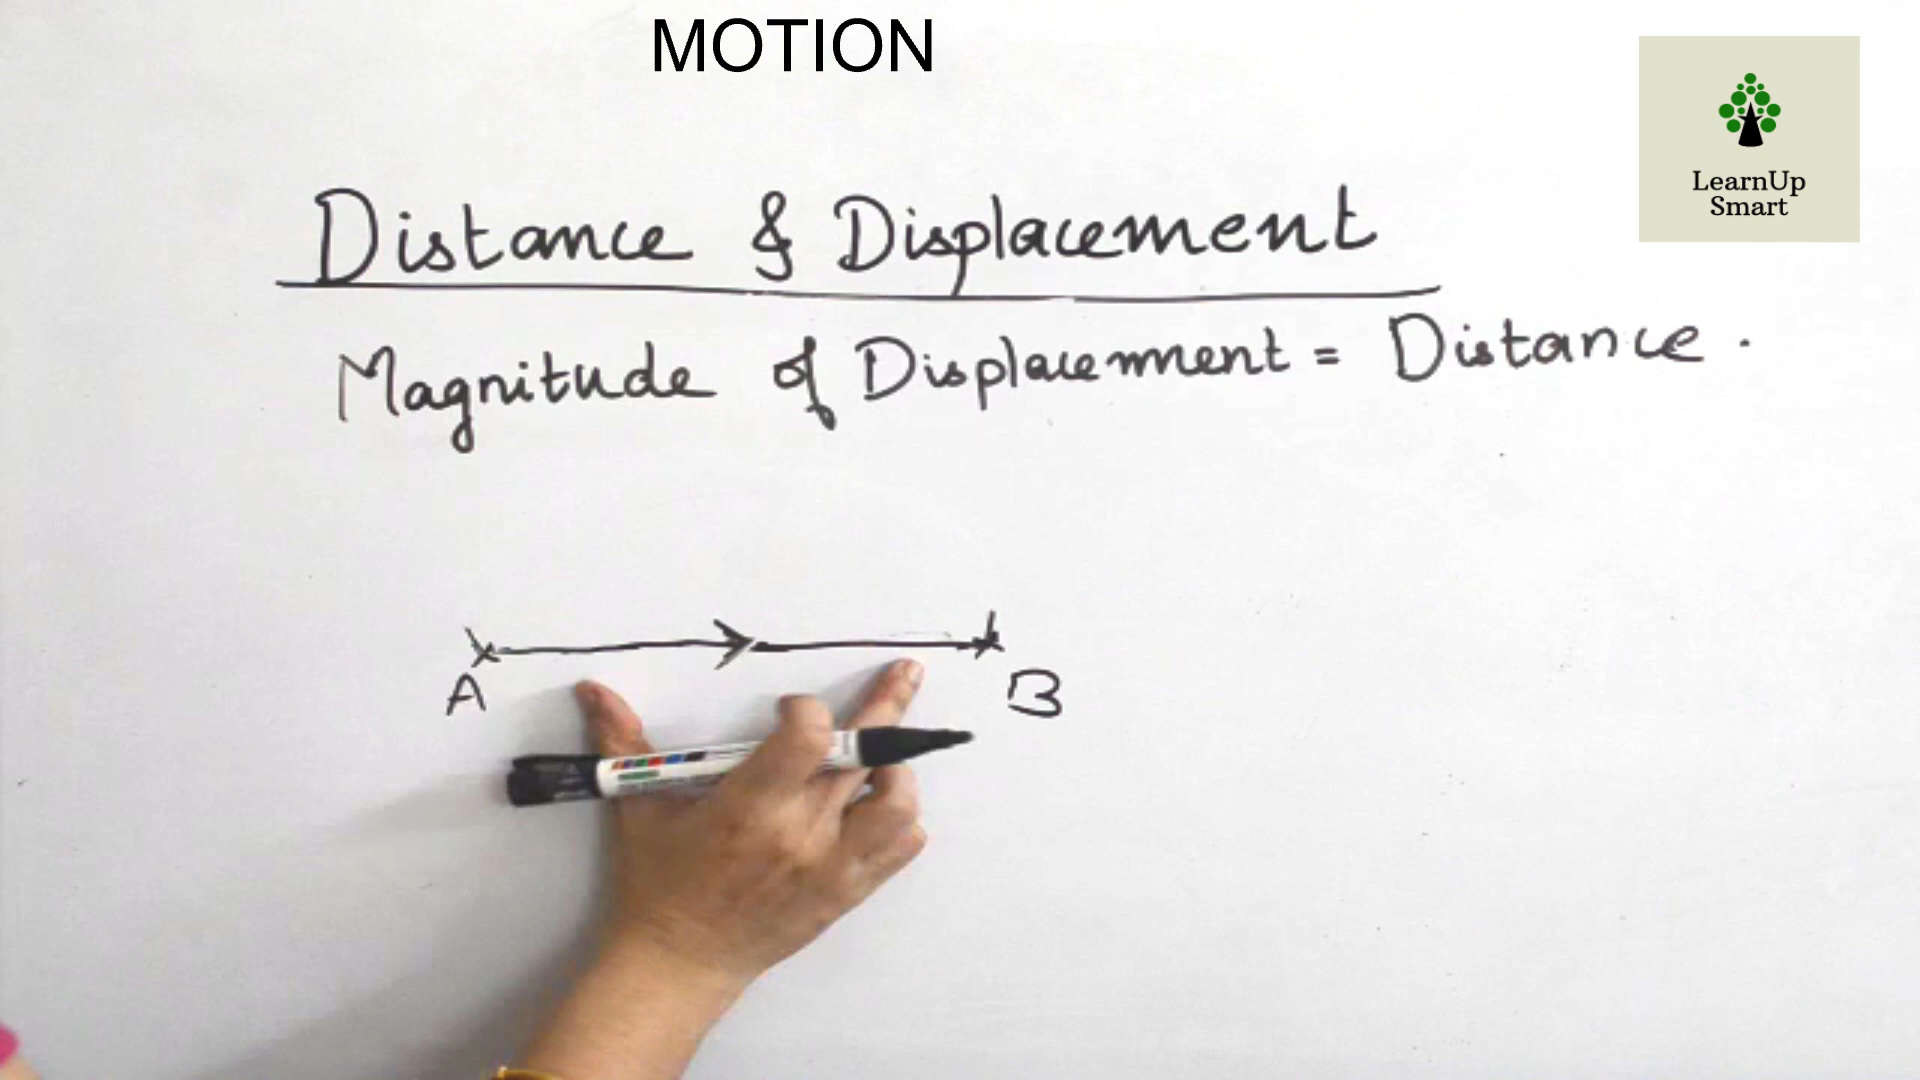 MOTION
LearnUp
Smart
Distance & Displacement
Magnitude of Displacement = Distance.
A
B